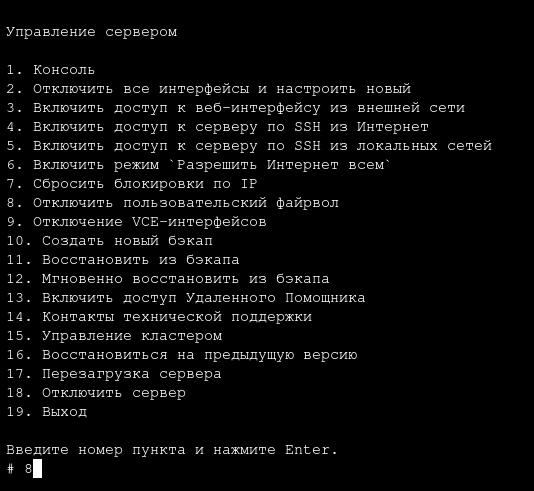 Управление сервером
1. Консоль
2. Отключить все интерфейсы и настроить новый
3. Включить доступ к веб-интерфейсу из внешней сети
4. Включить доступ к серверу по SSH из Интернет
5. Включить доступ к серверу по SSH из локальных сетей
6. Включить режим `Разрешить Интернет всем`
7. Сбросить блокировки по IP
8. Отключить пользовательский файрвол
9. Отключение VCE-интерфейсов
10. Создать новый бэкап
11. Восстановить из бэкапа
12. Мгновенно восстановить из бэкапа
13. Включить доступ Удаленного Помощника
14. Контакты технической поддержки
15. Управление кластером
16. Восстановиться на предыдущую версию
17. Перезагрузка сервера
18. Отключить сервер
19. Выход
Введите номер пункта и нажмите Enter.
# 8